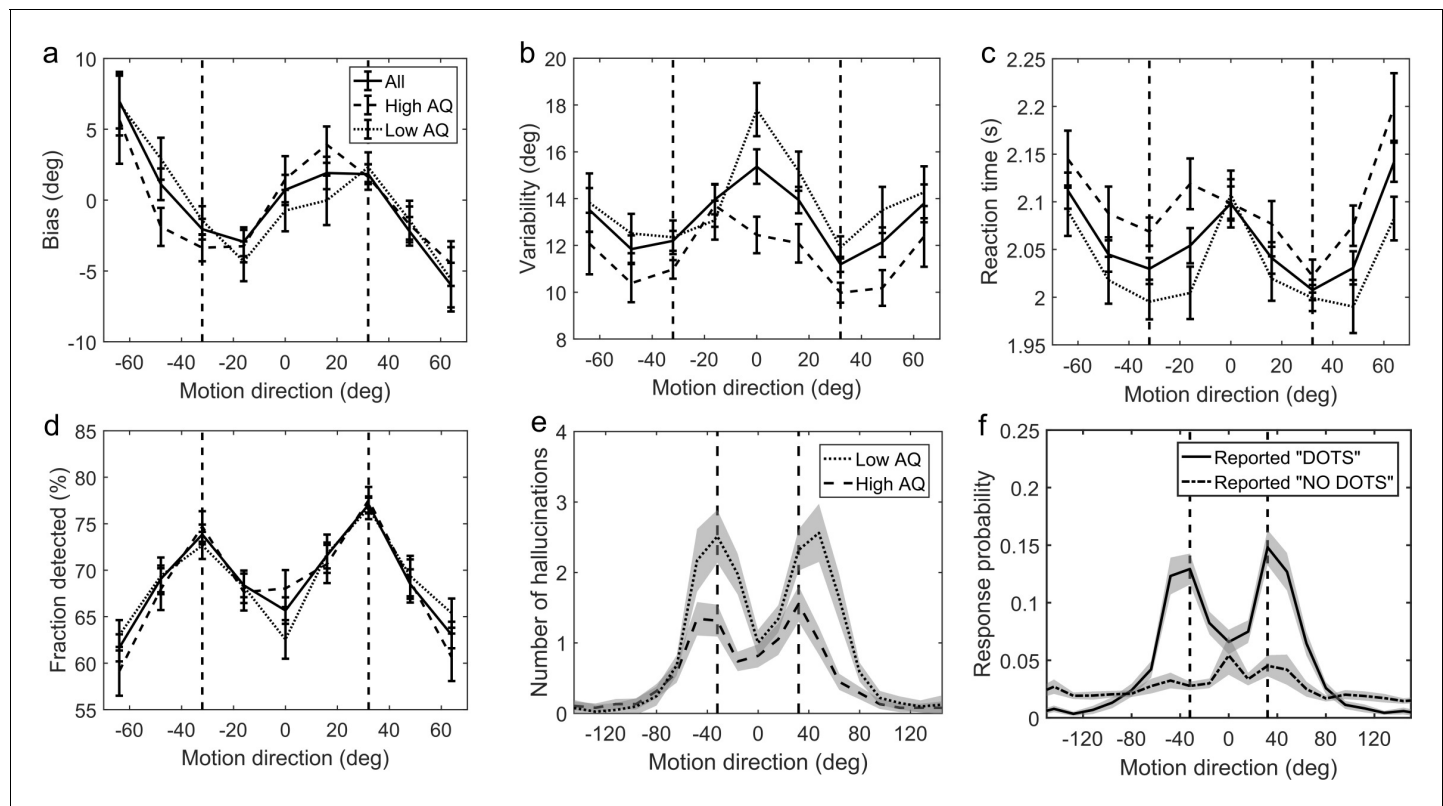 a
10
5
0
-5
-10
Bias (deg)
All
High AQ
Low AQ
-60 -40 -20 0 20 40 60
Motion direction (deg)
b
20
18
16
14
12
10
8
Variability (deg)
-60 -40 -20 0 20 40 60
Motion direction (deg)
c
2.25
2.2
2.15
2.1
2.05
2
1.95
Reaction time (s)
-60 -40 -20 0 20 40 60
Motion direction (deg)
d
85
80
75
70
65
60
55
Fraction detected (%)
-60 -40 -20 0 20 40 60
Motion direction (deg)
e
4
3
2
1
0
Number of hallucinations
Low AQ
High AQ
-120 -80 -40 0 40 80 120
Motion direction (deg)
f
0.25
0.2
0.15
0.1
0.05
0
Response probability
Reported "DOTS"
Reported "NO DOTS"
-120 -80 -40 0 40 80 120
Motion direction (deg)